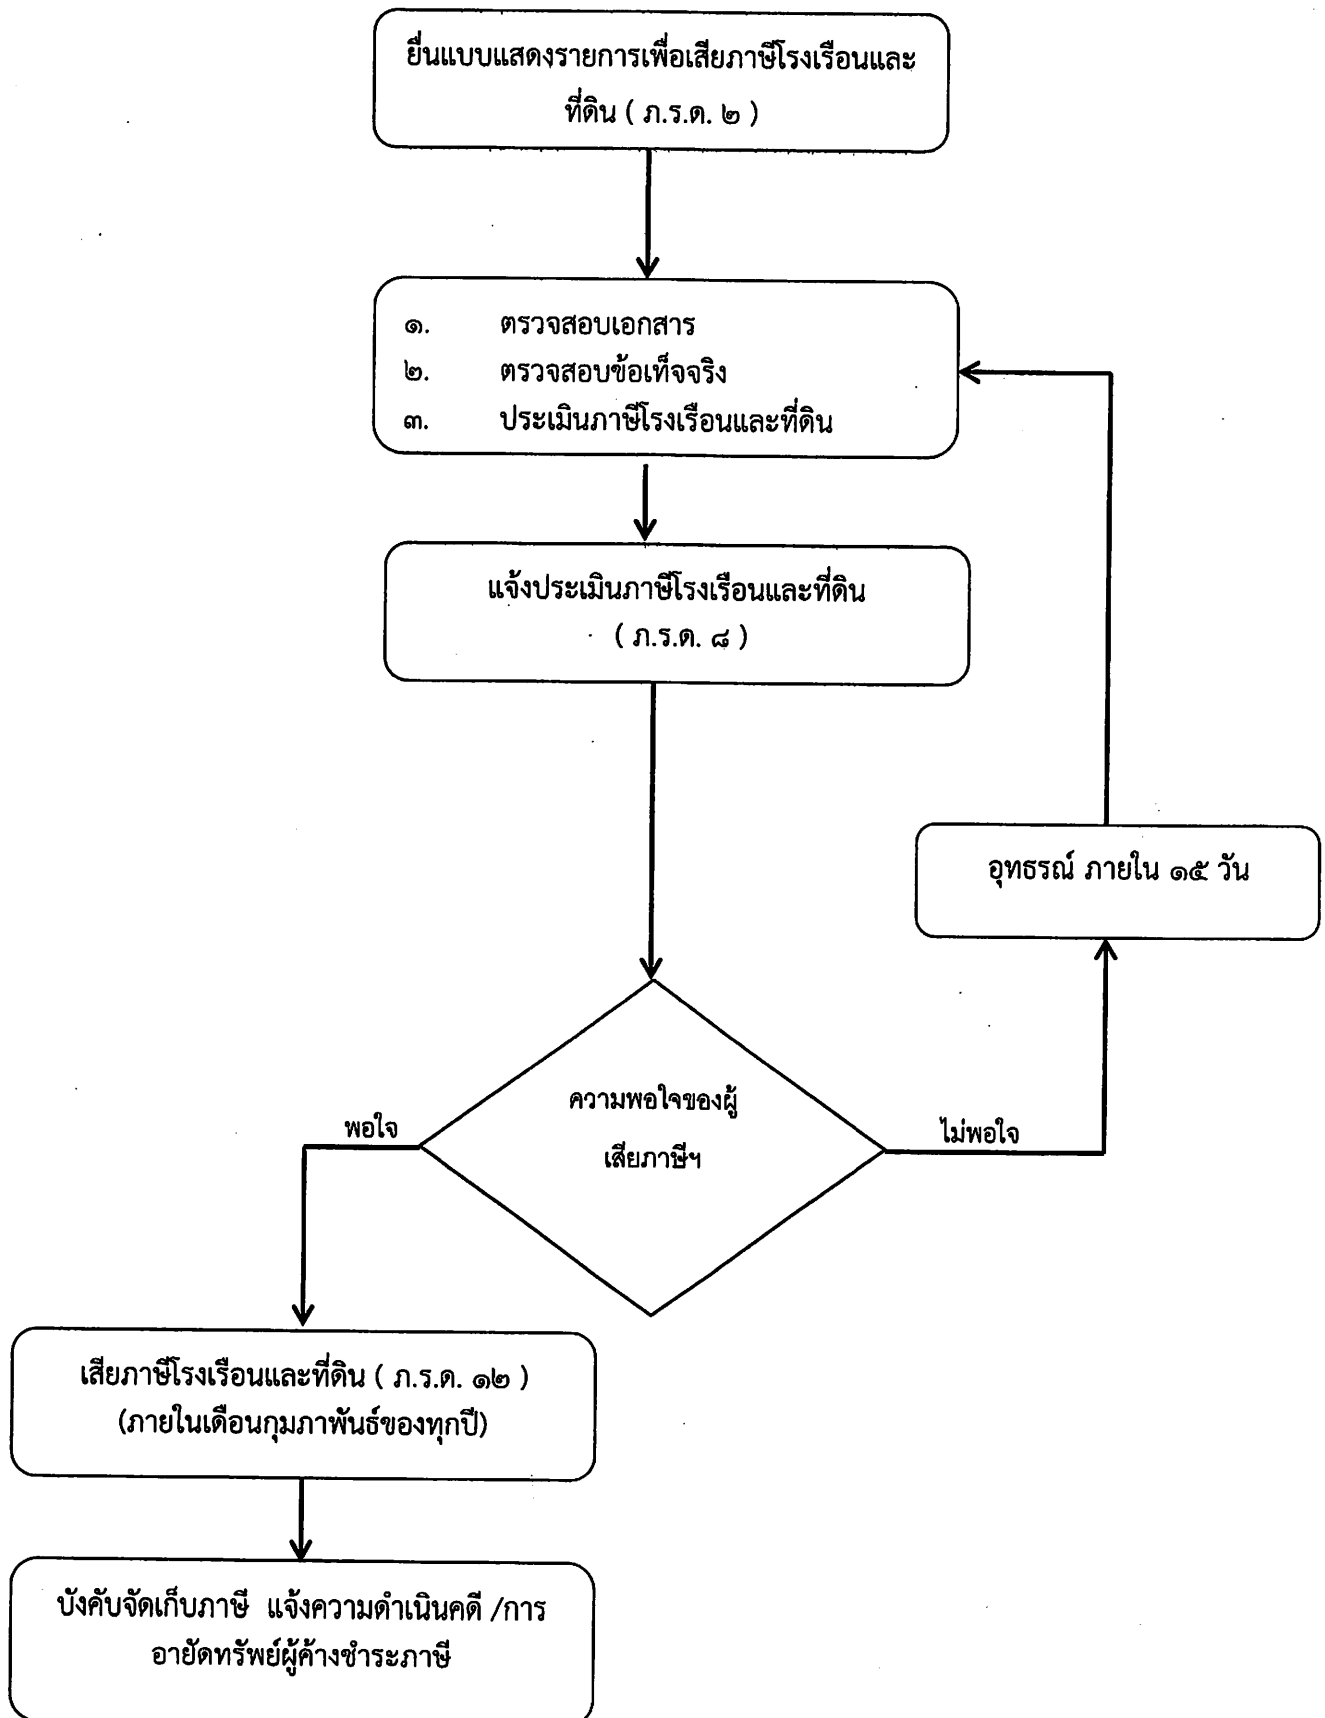 ยื่นแบบแสดงรายการเพื่อเสียภาษีโรงเรือนและ
ที่ดิน ( ภ.ร.ด. ๒ )
๑. ตรวจสอบเอกสาร
๒. ตรวจสอบข้อเท็จจริง
๓. ประเมินภาษีโรงเรือนและที่ดิน
แจ้งประเมินภาษีโรงเรือนและที่ดิน
( ภ.ร.ด. ๘ )
อุทธรณ์ ภายใน ๑๕ วัน
ความพอใจของผู้
เสียภาษีฯ
พอใจ
ไม่พอใจ
เสียภาษีโรงเรือนและที่ดิน ( ภ.ร.ด. ๑๒ )
(ภายในเดือนกุมภาพันธ์ของทุกปี)
บังคับจัดเก็บภาษี แจ้งความดำเนินคดี /การ
อายัดทรัพย์ผู้ค้างชำระภาษี